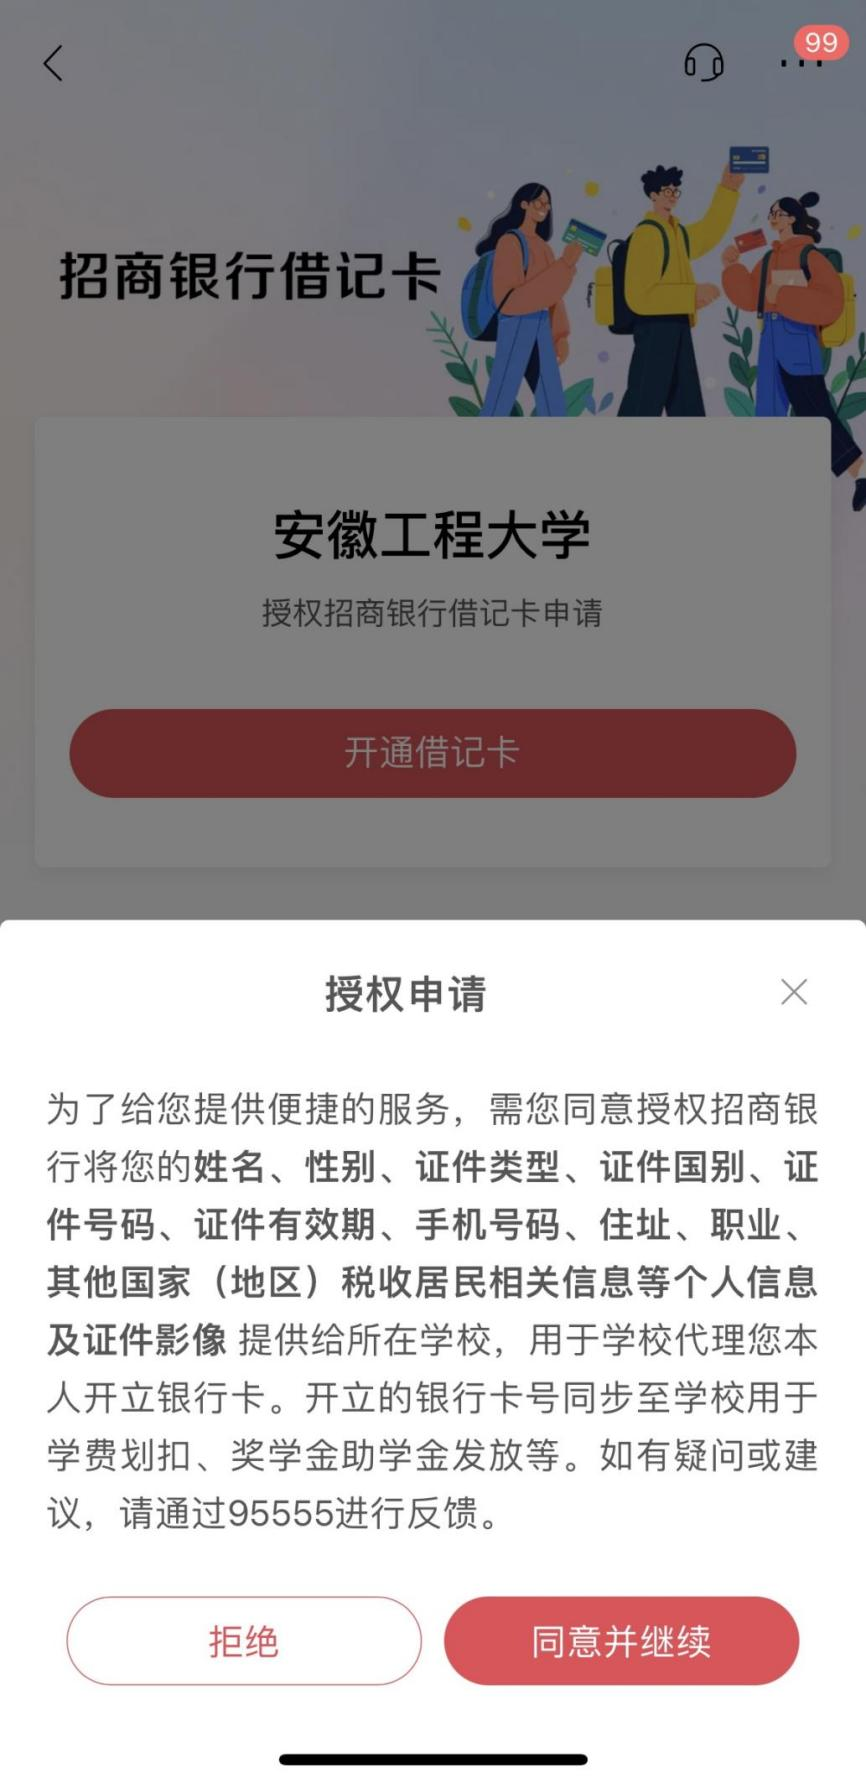 99
招商银行借记卡
安徽工程大学
授权招商银行借记卡申请
开通借记卡
授权申请
为了给您提供便捷的服务，需您同意授权招商银
行将您的姓名、性别、证件类型、证件国别、证
件号码、证件有效期、手机号码、住址、职业、
其他国家（地区）税收居民相关信息等个人信息
及证件影像 提供给所在学校，用于学校代理您本
人开立银行卡。开立的银行卡号同步至学校用于
学费划扣、奖学金助学金发放等。如有疑问或建
议，请通过95555进行反馈。
拒绝
同意并继续